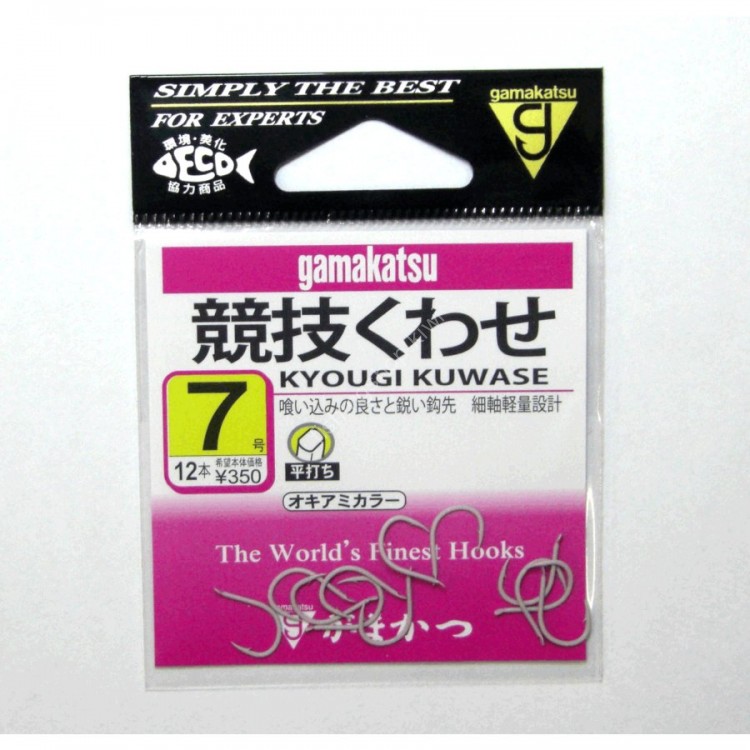 SIMPLY THE BEST
FOR EXPERTS
gamakatsu
g
環境・美化
ECO
協力商品
gamakatsu
競技くわせ
KYOUGI KUWASE
喰い込みの良さと鋭い鈎先 細軸軽量設計
7号
12本 希望本体価格 ¥350
平打ち
オキアミカラー
The World's Finest Hooks
gamakatsu
がまかつ